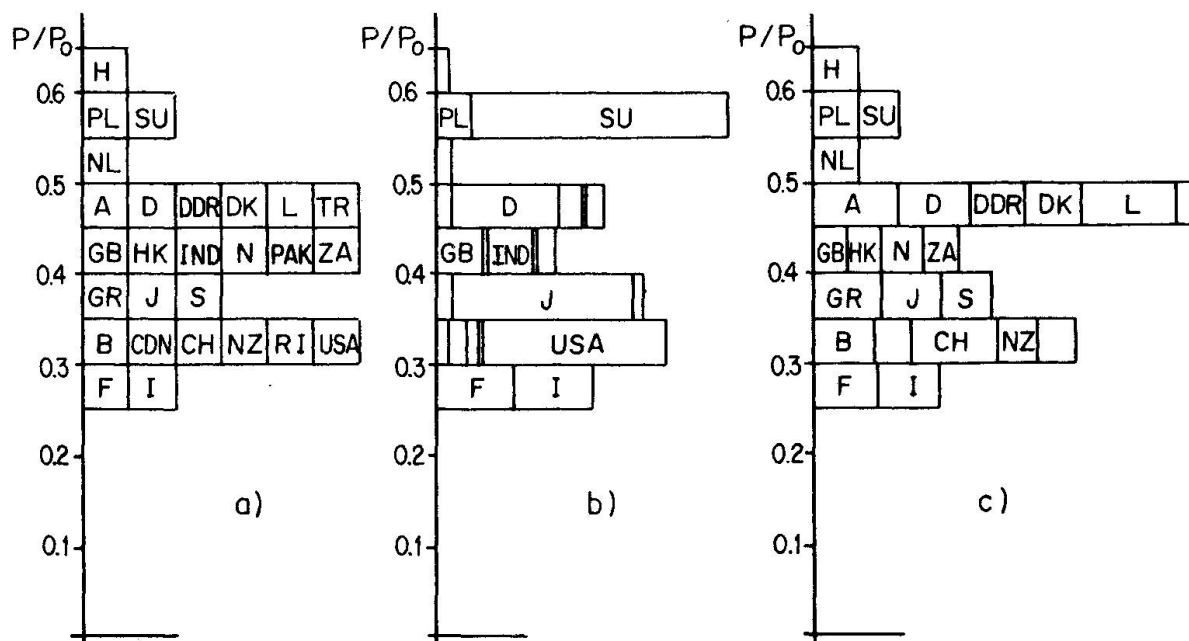 P/P₀
H
0.6
PL SU
NL
0.5
A D DDR DK L TR
GB HK IND N PAK ZA
0.4
GR J S
B CDN CH NZ RI USA
0.3
F I
0.2
a)
0.1
P/P₀
0.6
PL SU
0.5
D
GB IND
0.4
J
USA
0.3
F I
0.2
b)
0.1
P/P₀
H
0.6
PL SU
NL
0.5
A D DDR DK L
GB HK N ZA
0.4
GR J S
B CH NZ
0.3
F I
0.2
c)
0.1